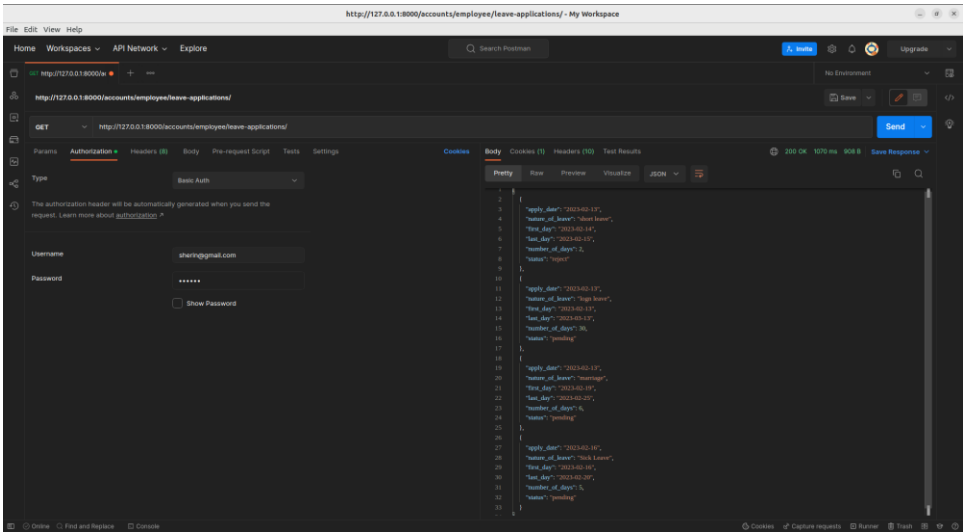 http://127.0.0.1:8000/accounts/employee/leave-applications/ - My Workspace
File Edit View Help
Home Workspaces API Network Explore
Search Postman
Invite
Upgrade
GET http://127.0.0.1:8000/ac
No Environment
http://127.0.0.1:8000/accounts/employee/leave-applications/
Save
GET http://127.0.0.1:8000/accounts/employee/leave-applications/
Send
Params Authorization Headers (8) Body Pre-request Script Tests Settings
Cookies
Type
Basic Auth
The authorization header will be automatically generated when you send the
request. Learn more about authorization
Username
sherin@gmail.com
Password
Show Password
Body Cookies (1) Headers (10) Test Results
200 OK 1070 ms 908 B Save Response
Pretty Raw Preview Visualize JSON
1 [
2 {
3 "apply_date": "2023-02-13",
4 "nature_of_leave": "short leave",
5 "first_day": "2023-02-14",
6 "last_day": "2023-02-15",
7 "number_of_days": 2,
8 "status": "reject"
9 },
10 {
11 "apply_date": "2023-02-13",
12 "nature_of_leave": "logn leave",
13 "first_day": "2023-02-13",
14 "last_day": "2023-03-13",
15 "number_of_days": 30,
16 "status": "pending"
17 },
18 {
19 "apply_date": "2023-02-13",
20 "nature_of_leave": "marriage",
21 "first_day": "2023-02-19",
22 "last_day": "2023-02-25",
23 "number_of_days": 6,
24 "status": "pending"
25 },
26 {
27 "apply_date": "2023-02-16",
28 "nature_of_leave": "Sick Leave",
29 "first_day": "2023-02-16",
30 "last_day": "2023-02-20",
31 "number_of_days": 5,
32 "status": "pending"
33 }
Online Find and Replace Console
Cookies Capture requests Runner Trash